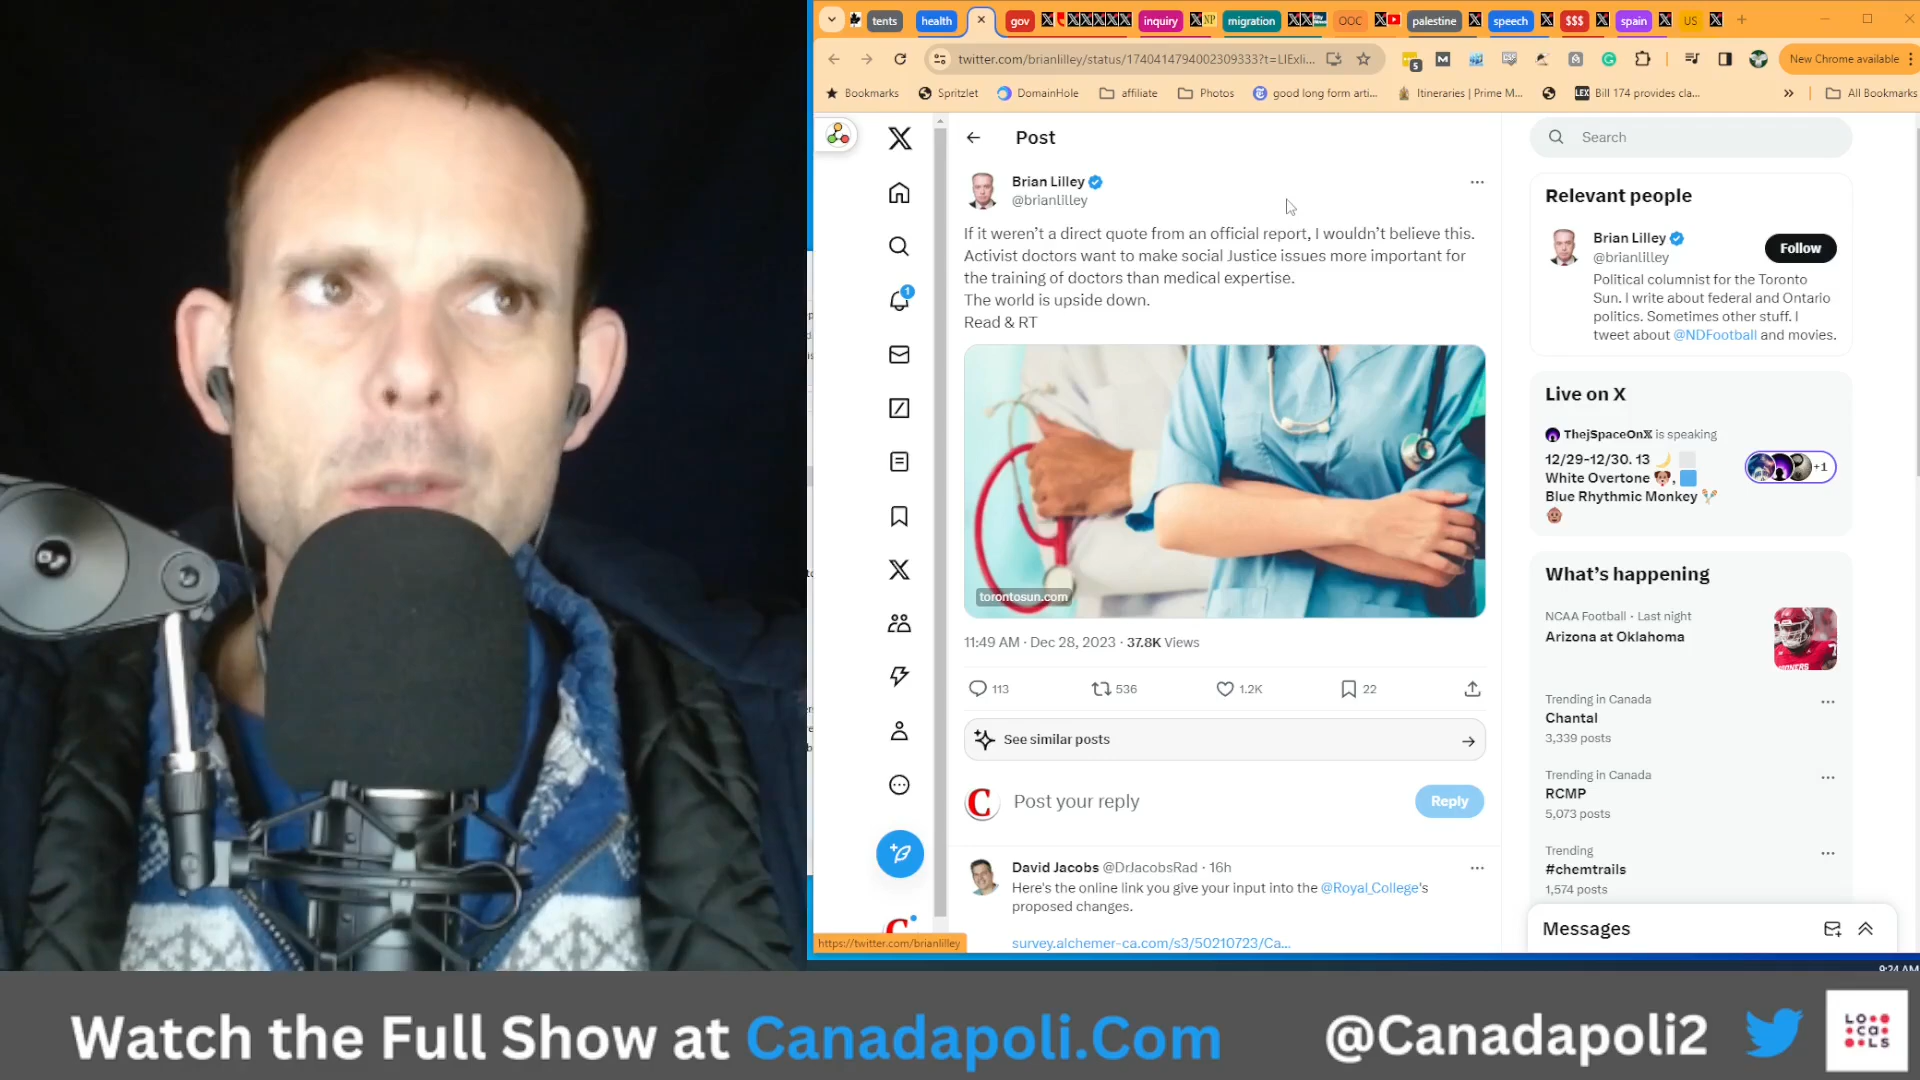 tents
health
gov
inquiry
NP
migration
OOC
palestine
speech
$$$
spain
US
twitter.com/brianlilley/status/1740414794002309333?t=LlExli...
New Chrome available
Bookmarks
Spritzlet
DomainHole
affiliate
Photos
good long form arti...
Itineraries | Prime M...
LEX
Bill 174 provides cla...
All Bookmarks
Post
Search
Brian Lilley
@brianlilley
If it weren't a direct quote from an official report, I wouldn't believe this.
Activist doctors want to make social Justice issues more important for
the training of doctors than medical expertise.
The world is upside down.
Read & RT
torontosun.com
11:49 AM · Dec 28, 2023 · 37.8K Views
113
536
1.2K
22
See similar posts
Post your reply
Reply
David Jacobs @DrJacobsRad · 16h
Here's the online link you give your input into the @Royal_College's
proposed changes.
survey.alchemer-ca.com/s3/50210723/Ca...
https://twitter.com/brianlilley
Relevant people
Brian Lilley
@brianlilley
Follow
Political columnist for the Toronto
Sun. I write about federal and Ontario
politics. Sometimes other stuff. I
tweet about @NDFootball and movies.
Live on X
ThejSpaceOnX is speaking
12/29-12/30. 13
White Overtone
Blue Rhythmic Monkey
+1
What's happening
NCAA Football · Last night
Arizona at Oklahoma
Trending in Canada
Chantal
3,339 posts
Trending in Canada
RCMP
5,073 posts
Trending
#chemtrails
1,574 posts
Messages
9:24 AM
Watch the Full Show at Canadapoli.Com
@Canadapoli2
LO
ca
LS